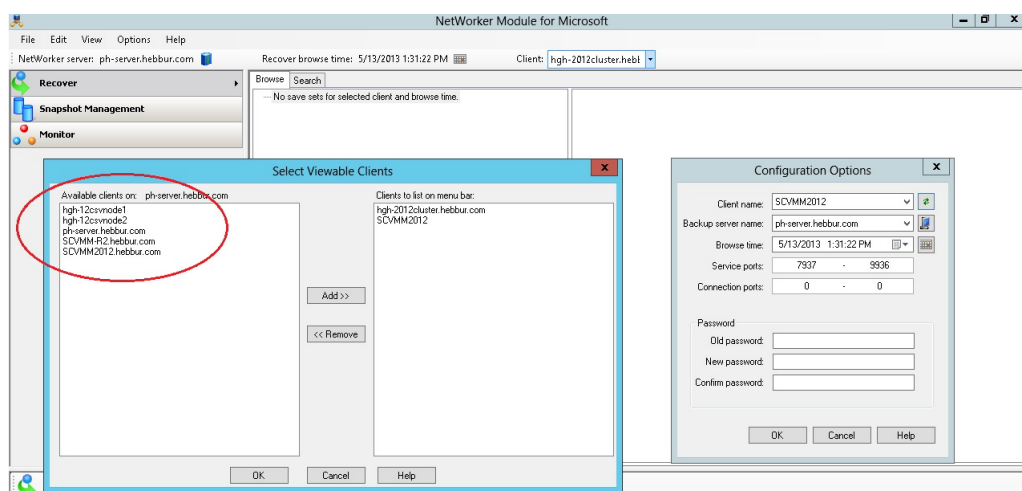 NetWorker Module for Microsoft
File Edit View Options Help
NetWorker server: ph-server.hebbur.com Recover browse time: 5/13/2013 1:31:22 PM Client: hgh-2012cluster.hebt
Recover
Snapshot Management
Monitor
Browse Search
No save sets for selected client and browse time.
Select Viewable Clients
Available clients on: ph-server.hebbur.com
hgh-12csvnode1
hgh-12csvnode2
ph-server.hebbur.com
SCVMM-R2.hebbur.com
SCVMM2012.hebbur.com
Add >>
<< Remove
Clients to list on menu bar:
hgh-2012cluster.hebbur.com
SCVMM2012
OK Cancel Help
Configuration Options
Client name: SCVMM2012
Backup server name: ph-server.hebbur.com
Browse time: 5/13/2013 1:31:22 PM
Service ports: 7937 - 9936
Connection ports: 0 - 0
Password
Old password:
New password:
Confirm password:
OK Cancel Help